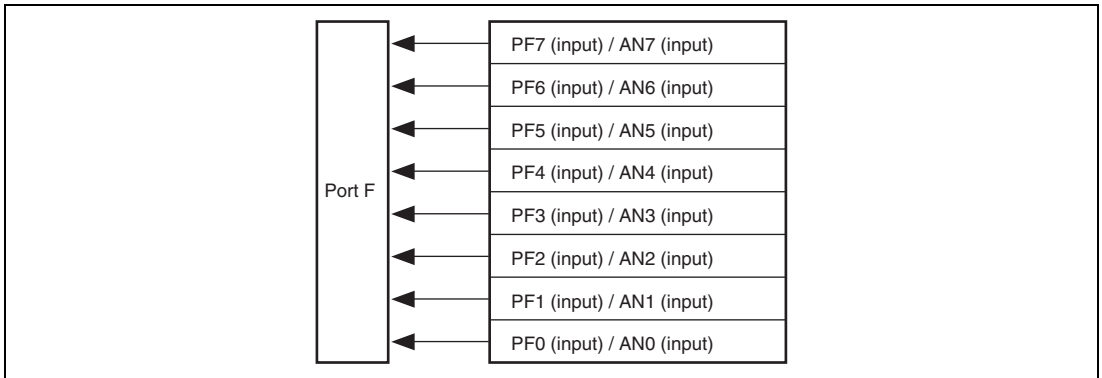 PF7 (input) / AN7 (input)
PF6 (input) / AN6 (input)
PF5 (input) / AN5 (input)
PF4 (input) / AN4 (input)
Port F
PF3 (input) / AN3 (input)
PF2 (input) / AN2 (input)
PF1 (input) / AN1 (input)
PF0 (input) / AN0 (input)